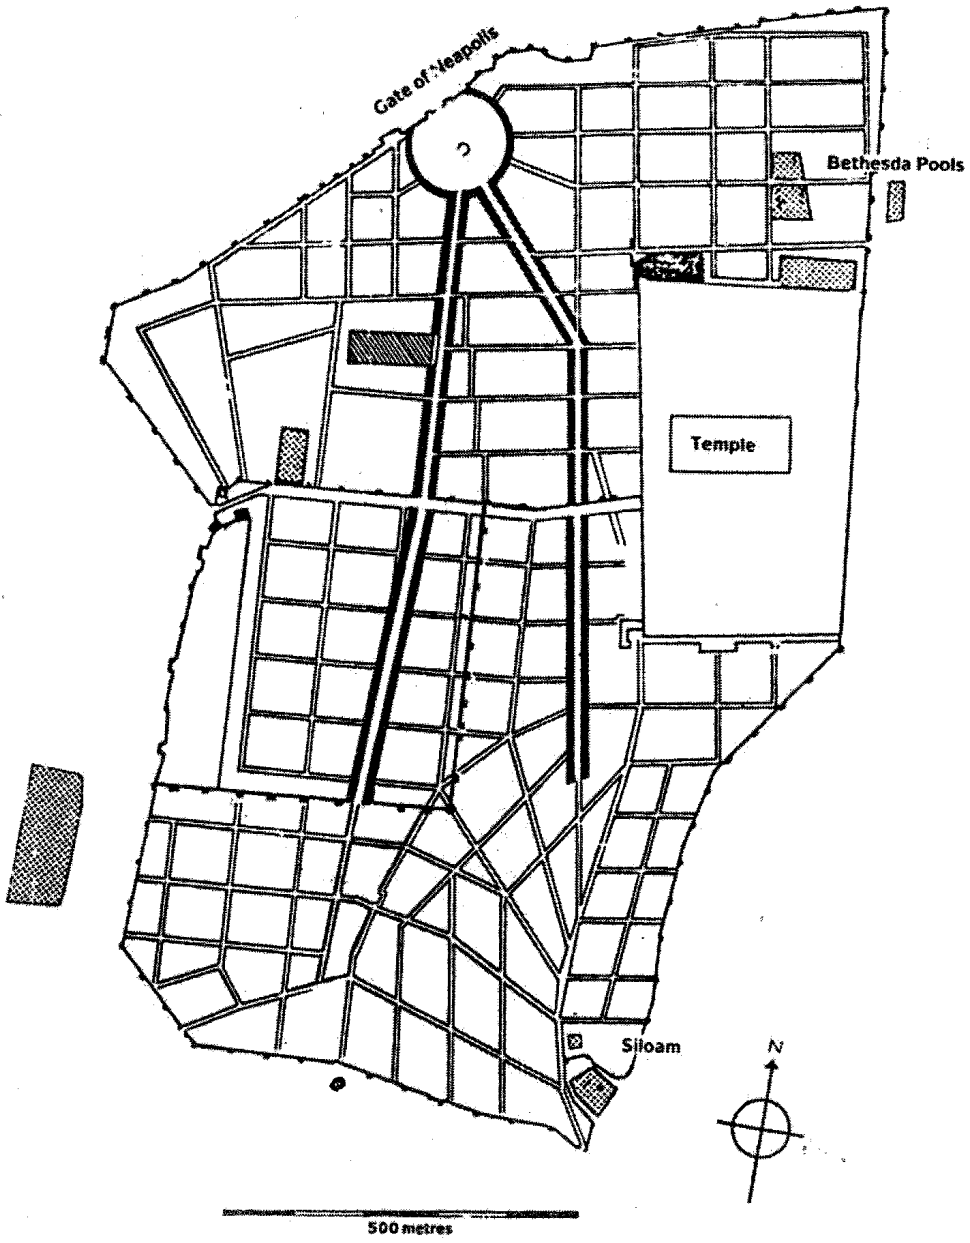 Gate of Neapolis
Bethesda Pools
Temple
Siloam
N
500 metres